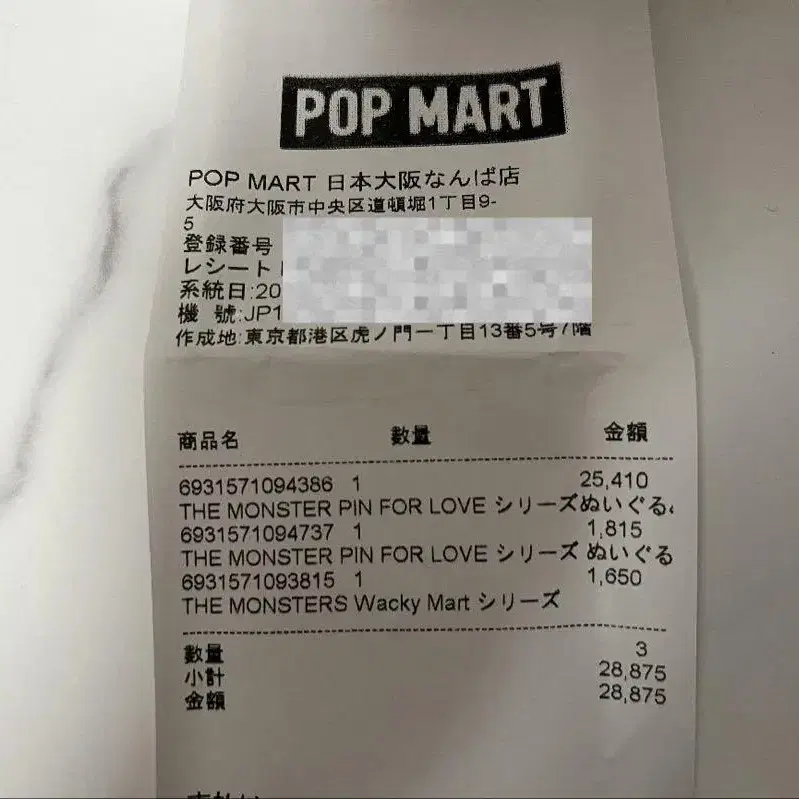 POP MART
POP MART 日本大阪なんば店
大阪府大阪市中央区道頓堀1丁目9-
5
登録番号
レシート
系統日:20
機 號:JP1
作成地:東京都港区虎ノ門一丁目13番5号7階
商品名 数量 金額
6931571094386 1 25,410
THE MONSTER PIN FOR LOVE シリーズぬいぐる
6931571094737 1 1,815
THE MONSTER PIN FOR LOVE シリーズ ぬいぐる
6931571093815 1 1,650
THE MONSTERS Wacky Mart シリーズ
数量 3
小計 28,875
金額 28,875